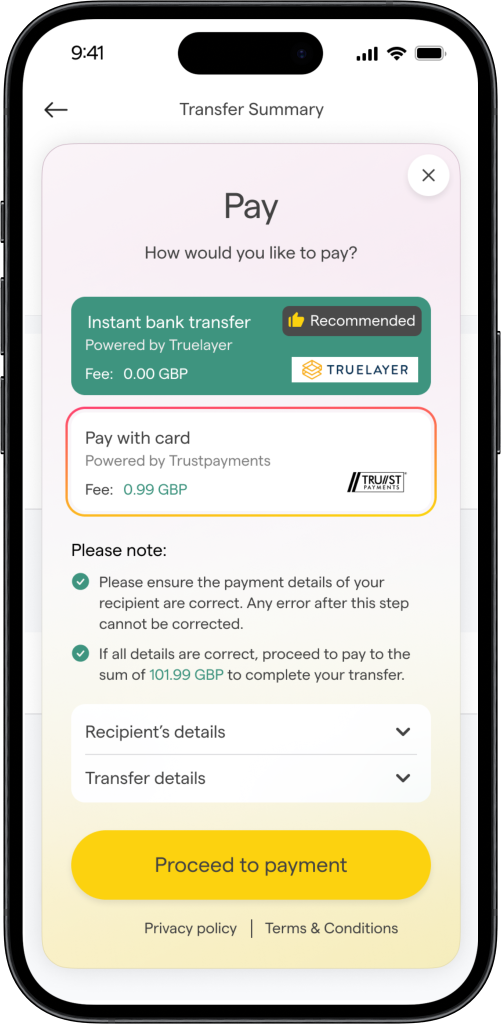 9:41
Transfer Summary
Pay
How would you like to pay?
Instant bank transfer
Recommended
Powered by Truelayer
Fee: 0.00 GBP
TRUELAYER
Pay with card
Powered by Trustpayments
Fee: 0.99 GBP
TRU//ST
PAYMENTS
Please note:
Please ensure the payment details of your
recipient are correct. Any error after this step
cannot be corrected.
If all details are correct, proceed to pay to the
sum of 101.99 GBP to complete your transfer.
Recipient’s details
Transfer details
Proceed to payment
Privacy policy | Terms & Conditions